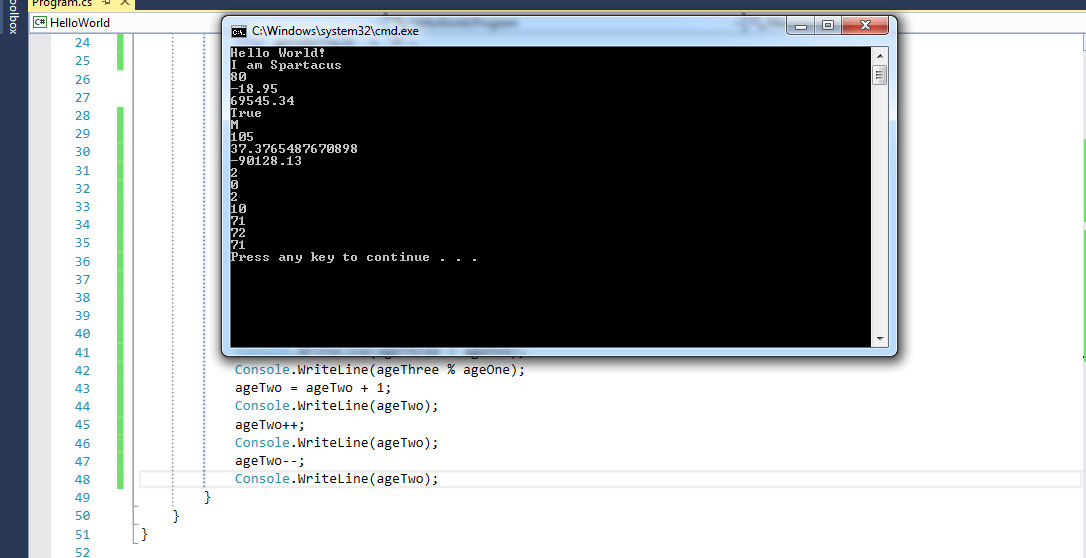 Program.cs
oolbox
C# HelloWorld
C:\Windows\system32\cmd.exe
Hello World!
I am Spartacus
80
-18.95
69545.34
True
M
105
37.3765487670898
-90128.13
2
0
2
10
71
72
71
Press any key to continue . . .
24
25
26
27
28
29
30
31
32
33
34
35
36
37
38
39
40
41
42 Console.WriteLine(ageThree % ageOne);
43 ageTwo = ageTwo + 1;
44 Console.WriteLine(ageTwo);
45 ageTwo++;
46 Console.WriteLine(ageTwo);
47 ageTwo--;
48 Console.WriteLine(ageTwo);
49 }
50 }
51 }
52